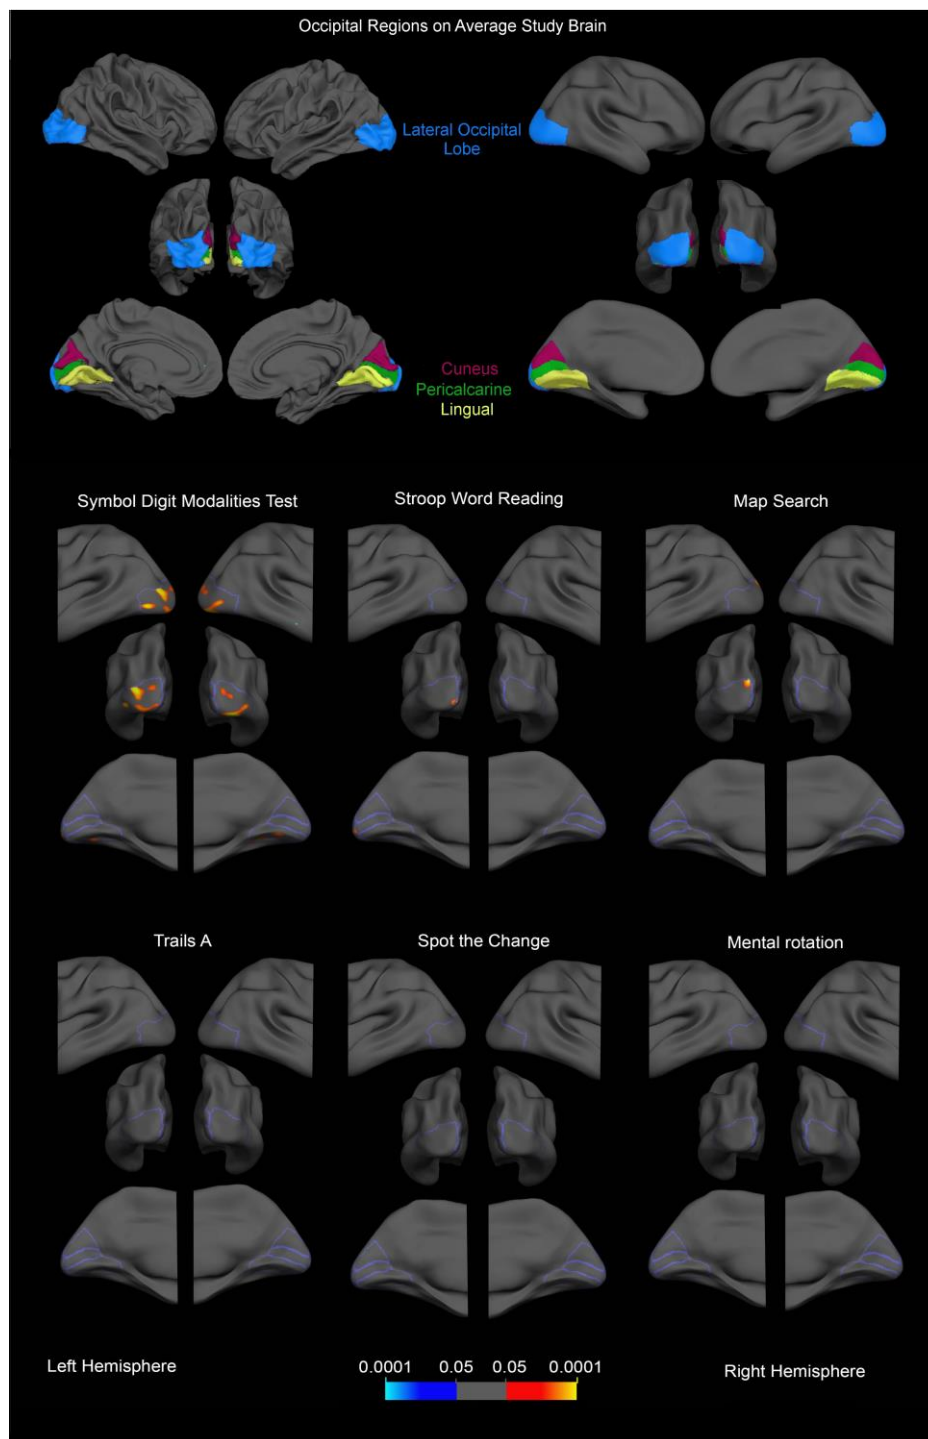 Occipital Regions on Average Study Brain
Lateral Occipital
Lobe
Cuneus
Pericalcarine
Lingual
Symbol Digit Modalities Test
Stroop Word Reading
Map Search
Trails A
Spot the Change
Mental rotation
Left Hemisphere
0.0001 0.05 0.05 0.0001
Right Hemisphere